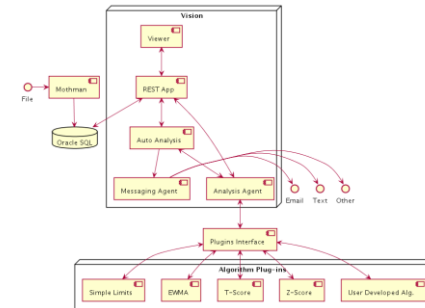 Vision
Viewer
File
Mothman
REST App
Oracle SQL
Auto Analysis
Messaging Agent
Analysis Agent
Email
Text
Other
Plugins Interface
Algorithm Plug-ins
Simple Limits
EWMA
T-Score
Z-Score
User Developed Alg.